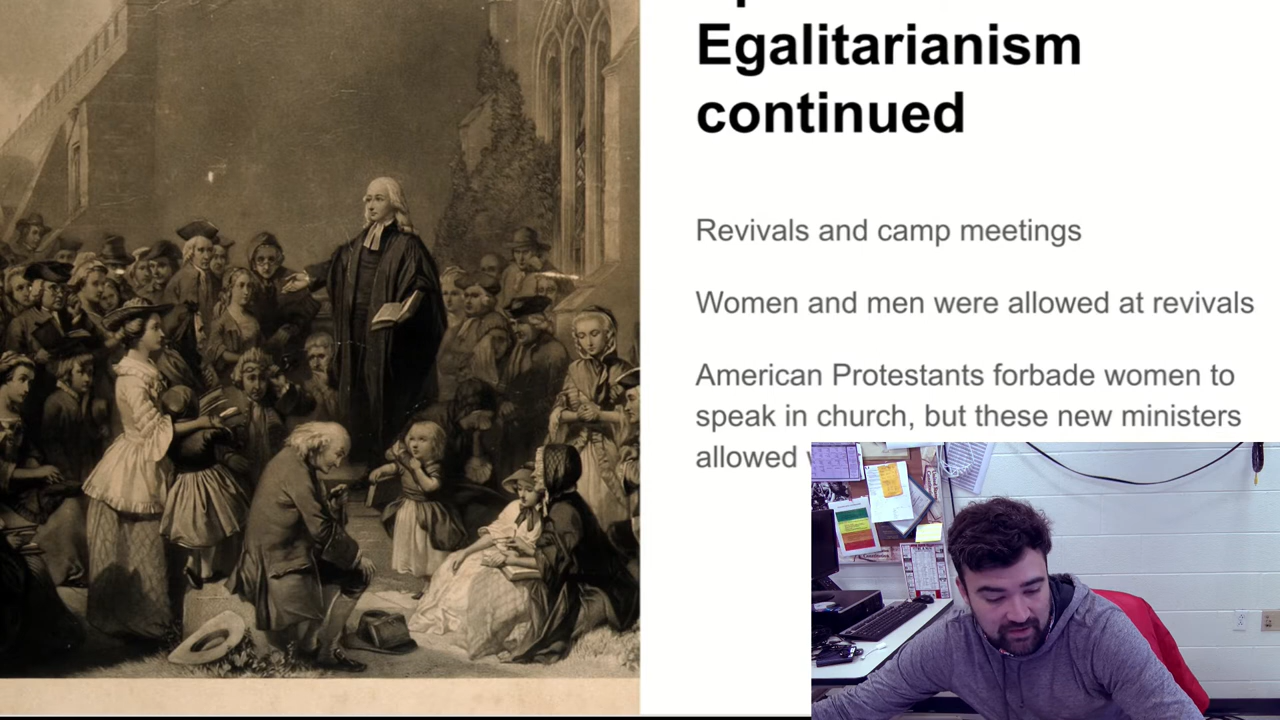 Egalitarianism
continued
Revivals and camp meetings
Women and men were allowed at revivals
American Protestants forbade women to
speak in church, but these new ministers
allowed